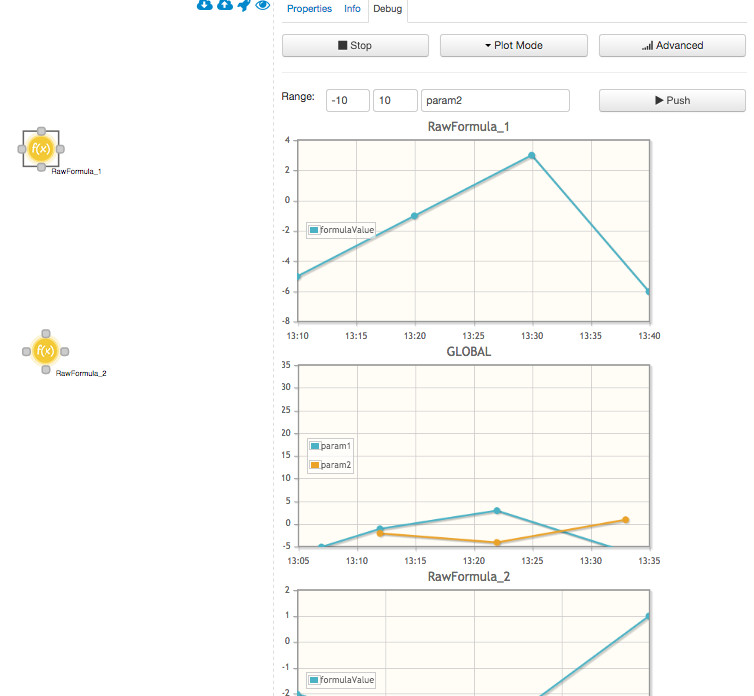 Properties Info Debug
Stop Plot Mode Advanced
Range: -10 10 param2 Push
f(x)
RawFormula_1
f(x)
RawFormula_2
RawFormula_1
4
2
0
-2
-4
-6
-8
formulaValue
13:10 13:15 13:20 13:25 13:30 13:35 13:40
GLOBAL
35
30
25
20
15
10
5
0
-5
param1
param2
13:05 13:10 13:15 13:20 13:25 13:30 13:35
RawFormula_2
2
1
0
-1
-2
formulaValue